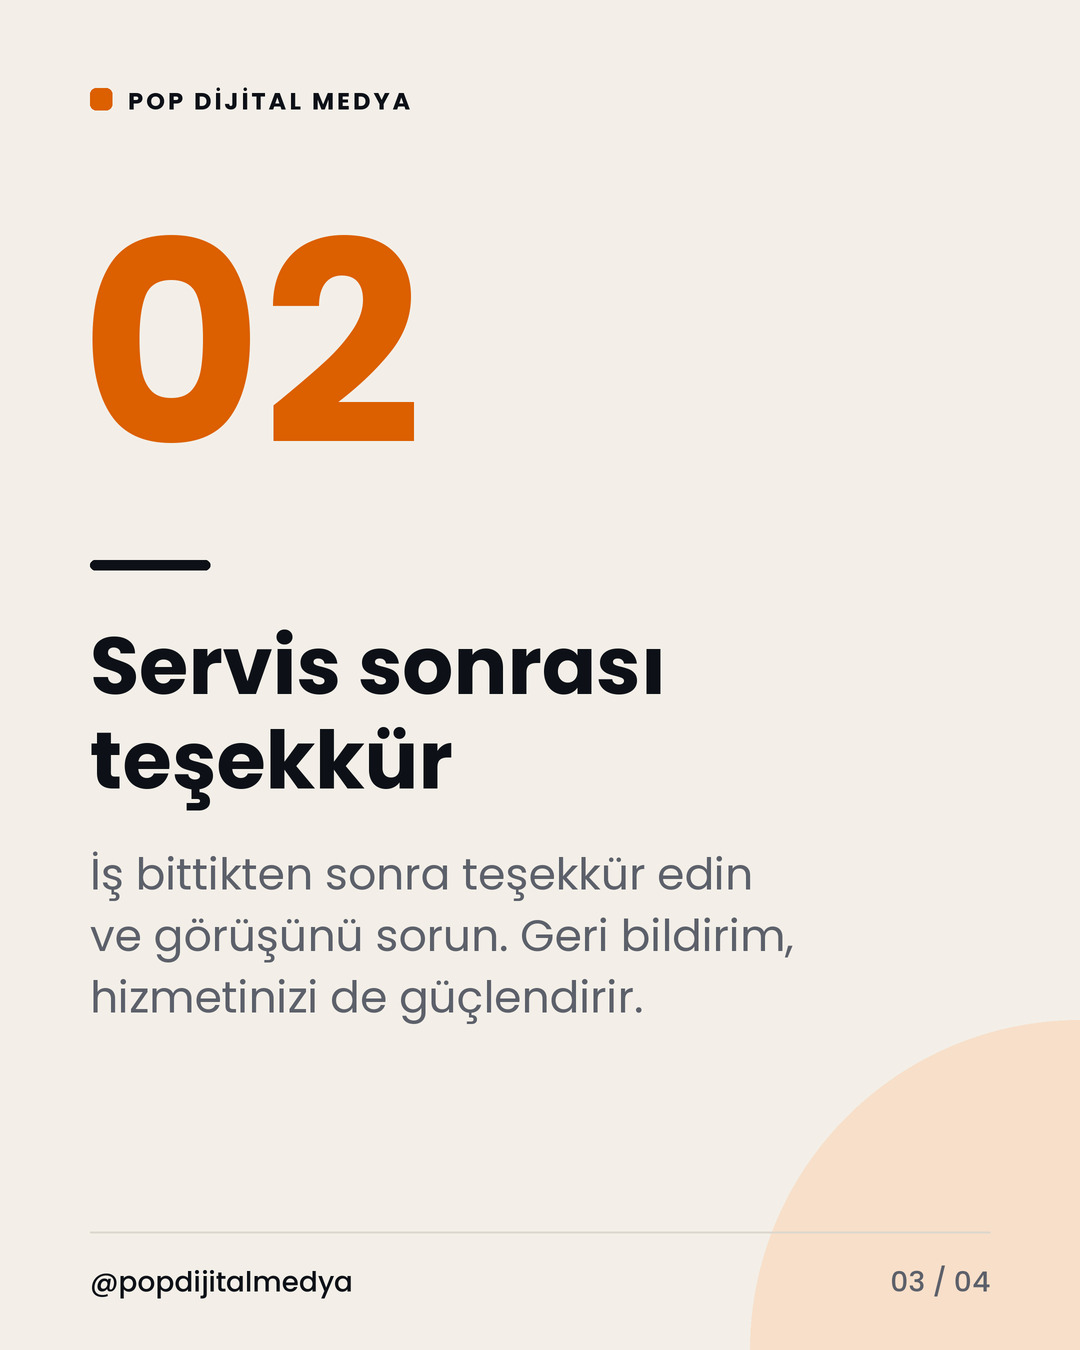 POP DİJİTAL MEDYA
02
Servis sonrası
teşekkür
İş bittikten sonra teşekkür edin
ve görüşünü sorun. Geri bildirim,
hizmetinizi de güçlendirir.
@popdijitalmedya
03 / 04